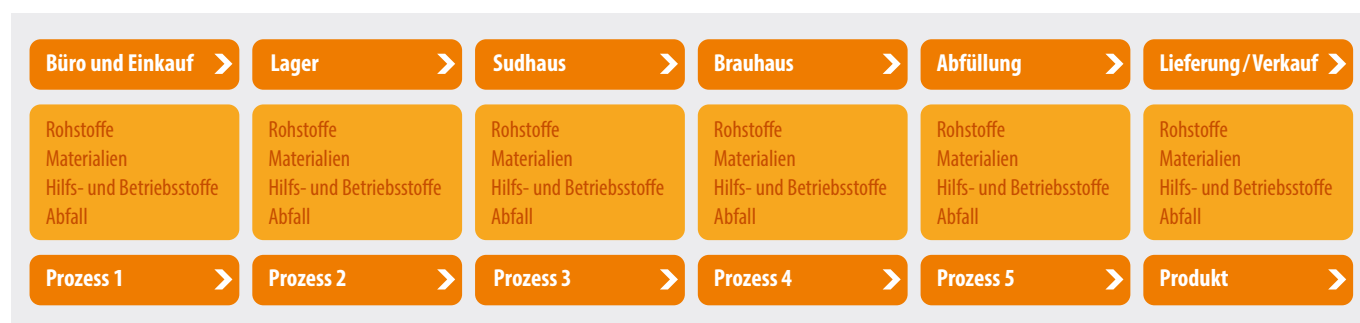 Büro und Einkauf
Lager
Sudhaus
Brauhaus
Abfüllung
Lieferung/Verkauf
Rohstoffe
Materialien
Hilfs- und Betriebsstoffe
Abfall
Rohstoffe
Materialien
Hilfs- und Betriebsstoffe
Abfall
Rohstoffe
Materialien
Hilfs- und Betriebsstoffe
Abfall
Rohstoffe
Materialien
Hilfs- und Betriebsstoffe
Abfall
Rohstoffe
Materialien
Hilfs- und Betriebsstoffe
Abfall
Rohstoffe
Materialien
Hilfs- und Betriebsstoffe
Abfall
Prozess 1
Prozess 2
Prozess 3
Prozess 4
Prozess 5
Produkt